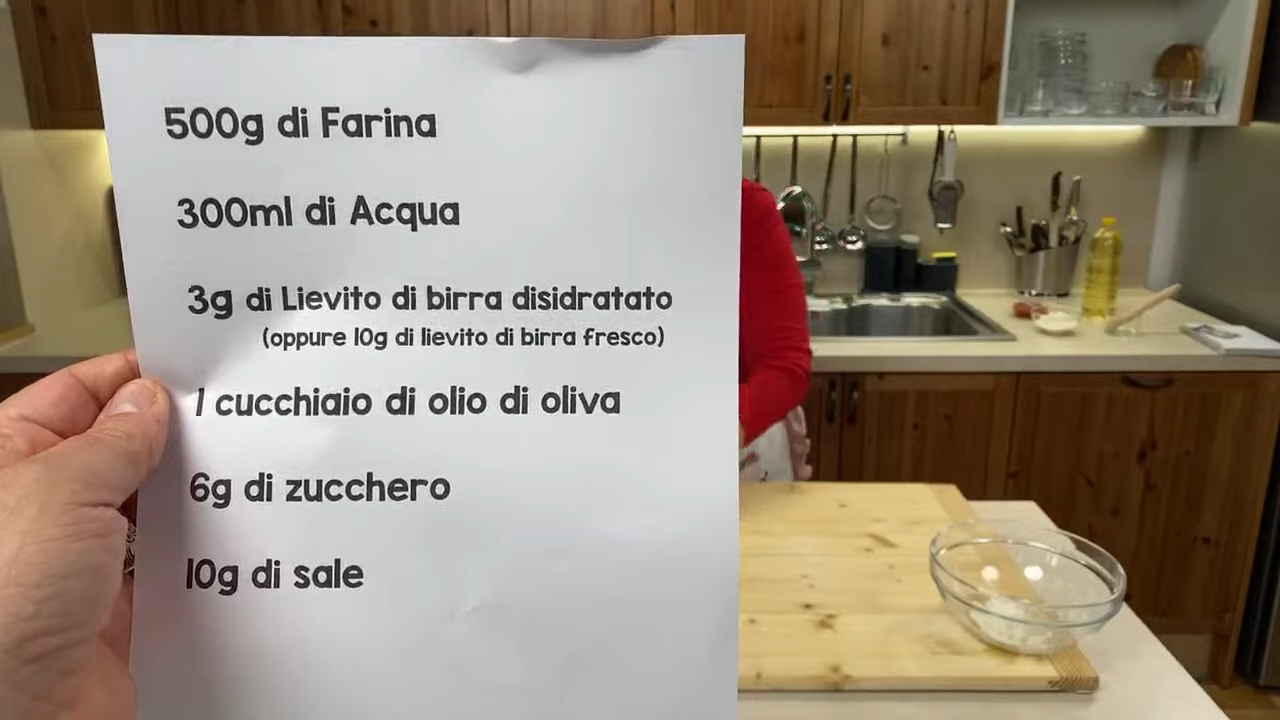 500g di Farina
300ml di Acqua
3g di Lievito di birra disidratato
(oppure 10g di lievito di birra fresco)
1 cucchiaio di olio di oliva
6g di zucchero
10g di sale